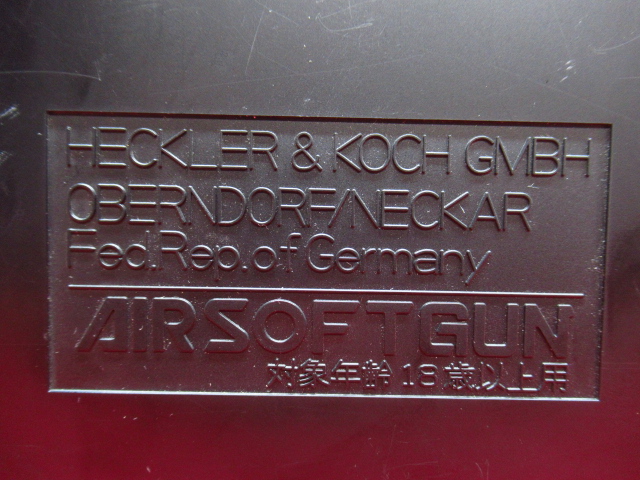 HECKLER & KOCH GMBH
OBERNDORF/NECKAR
Fed.Rep.of Germany
AIRSOFTGUN
対象年齢18歳以上用